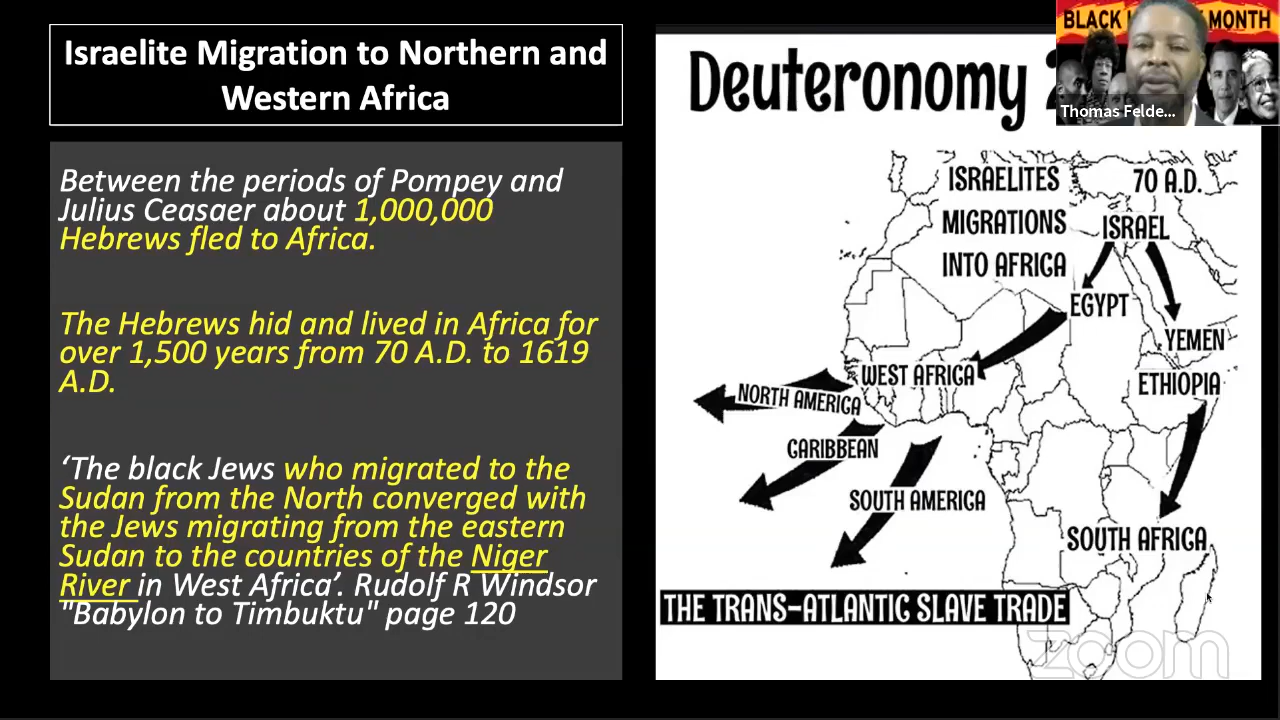 Israelite Migration to Northern and
Western Africa
Between the periods of Pompey and
Julius Ceasaer about 1,000,000
Hebrews fled to Africa.
The Hebrews hid and lived in Africa for
over 1,500 years from 70 A.D. to 1619
A.D.
‘The black Jews who migrated to the
Sudan from the North converged with
the Jews migrating from the eastern
Sudan to the countries of the Niger
River in West Africa’. Rudolf R Windsor
"Babylon to Timbuktu" page 120
Deuteronomy
ISRAELITES
MIGRATIONS
INTO AFRICA
70 A.D.
ISRAEL
EGYPT
YEMEN
WEST AFRICA
ETHIOPIA
NORTH AMERICA
CARIBBEAN
SOUTH AMERICA
SOUTH AFRICA
THE TRANS-ATLANTIC SLAVE TRADE
BLACK MONTH
Thomas Felde...
zoom